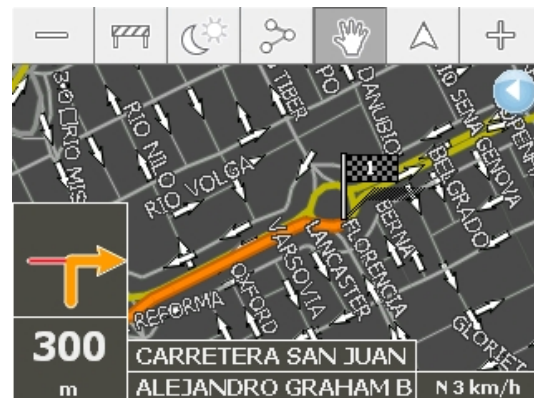 TIBER
PO
DANUBIO
RIO
SENA
GENOVA
RIO MIS
RIO NILO
RIO VOLGA
BELGRADO
1
BERNA
FLORENCIA
LANCASTER
VARSOVIA
OXFORD
REFORMA
GLORIET
300
m
CARRETERA SAN JUAN
ALEJANDRO GRAHAM B
N 3 km/h